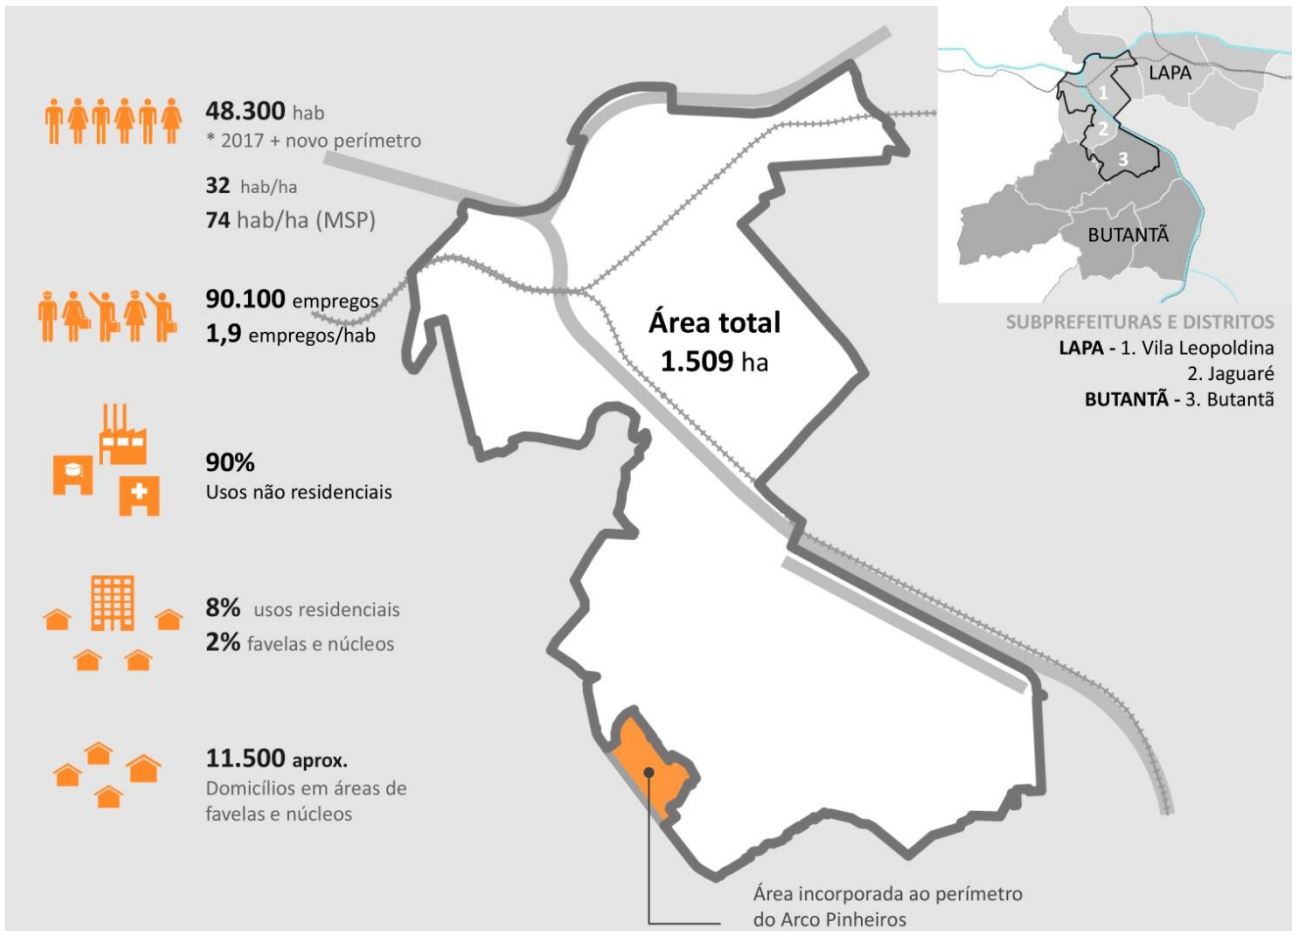 48.300 hab
* 2017 + novo perímetro
32 hab/ha
74 hab/ha (MSP)
90.100 empregos
1,9 empregos/hab
90%
Usos não residenciais
8% usos residenciais
2% favelas e núcleos
11.500 aprox.
Domicílios em áreas de
favelas e núcleos
Área total
1.509 ha
Área incorporada ao perímetro
do Arco Pinheiros
LAPA
1
2
3
BUTANTÃ
SUBPREFEITURAS E DISTRITOS
LAPA - 1. Vila Leopoldina
2. Jaguaré
BUTANTÃ - 3. Butantã